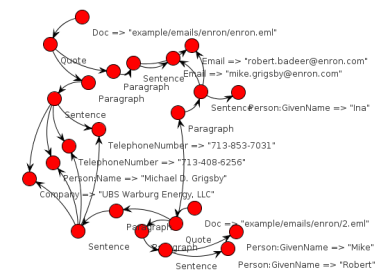 Doc => "example/emails/enron/enron.eml"
Quote
Email => "robert.badeer@enron.com"
Sentence
Email => "mike.grigsby@enron.com"
Paragraph
Paragraph
Sentence
Person:GivenName => "Ina"
Sentence
Paragraph
TelephoneNumber => "713-853-7031"
TelephoneNumber => "713-408-6256"
Person:Name => "Michael D. Grigsby"
Company => "UBS Warburg Energy, LLC"
Doc => "example/emails/enron/2.eml"
Paragraph
Quote
Sentence
Paragraph
Person:GivenName => "Mike"
Sentence
Person:GivenName => "Robert"